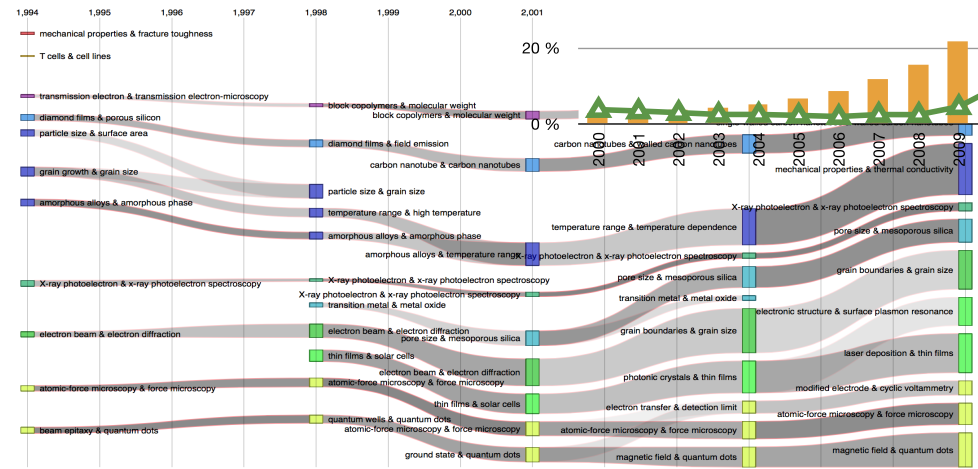 1,994 1,995 1,996 1,997 1,998 1,999 2,000 2,001
mechanical properties & fracture toughness
T cells & cell lines
20 %
0 %
2000 2001 2002 2003 2004 2005 2006 2007 2008 2009
transmission electron & transmission electron-microscopy
diamond films & porous silicon
particle size & surface area
grain growth & grain size
amorphous alloys & amorphous phase
X-ray photoelectron & x-ray photoelectron spectroscopy
electron beam & electron diffraction
atomic-force microscopy & force microscopy
beam epitaxy & quantum dots
block copolymers & molecular weight
diamond films & field emission
particle size & grain size
temperature range & high temperature
amorphous alloys & amorphous phase
X-ray photoelectron & x-ray photoelectron spectroscopy
transition metal & metal oxide
electron beam & electron diffraction
thin films & solar cells
atomic-force microscopy & force microscopy
quantum wells & quantum dots
block copolymers & molecular weight
carbon nanotube & carbon nanotubes
amorphous alloys & temperature range
X-ray photoelectron & x-ray photoelectron spectroscopy
pore size & mesoporous silica
electron beam & electron diffraction
thin films & solar cells
atomic-force microscopy & force microscopy
ground state & quantum dots
carbon nanotubes & walled carbon nanotubes
temperature range & temperature dependence
X-ray photoelectron & x-ray photoelectron spectroscopy
pore size & mesoporous silica
transition metal & metal oxide
grain boundaries & grain size
photonic crystals & thin films
electron transfer & detection limit
atomic-force microscopy & force microscopy
magnetic field & quantum dots
mechanical properties & thermal conductivity
X-ray photoelectron & x-ray photoelectron spectroscopy
pore size & mesoporous silica
grain boundaries & grain size
electronic structure & surface plasmon resonance
laser deposition & thin films
modified electrode & cyclic voltammetry
atomic-force microscopy & force microscopy
magnetic field & quantum dots